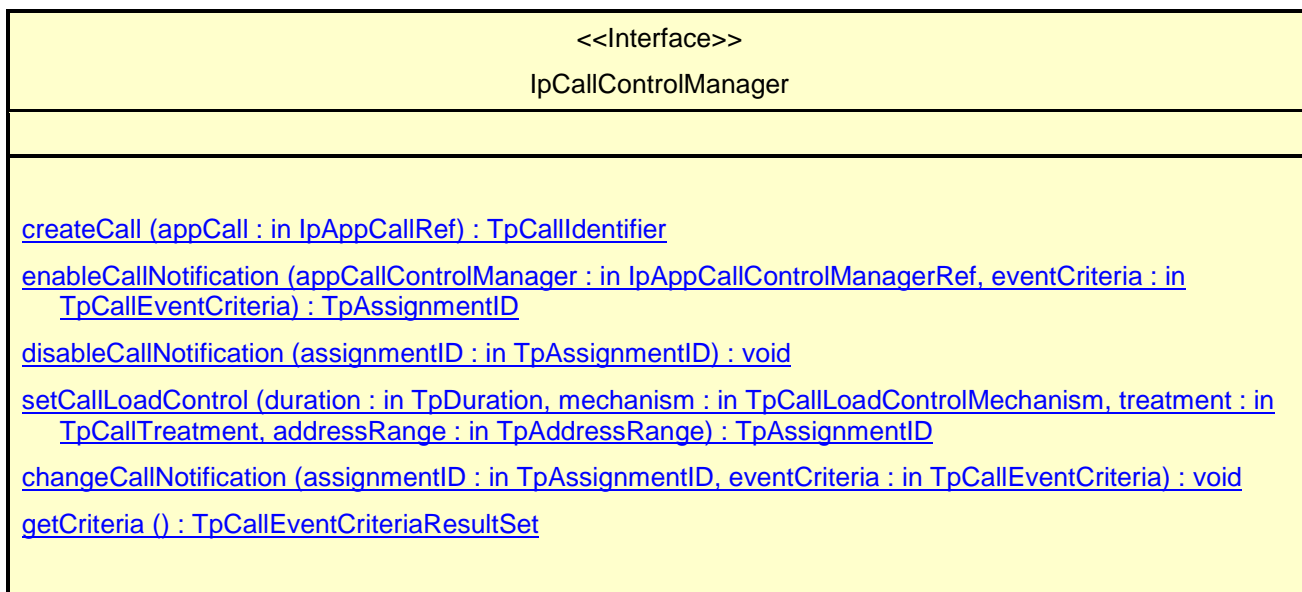 <<Interface>>
IpCallControlManager
createCall (appCall : in IpAppCallRef) : TpCallIdentifier
enableCallNotification (appCallControlManager : in IpAppCallControlManagerRef, eventCriteria : in
TpCallEventCriteria) : TpAssignmentID
disableCallNotification (assignmentID : in TpAssignmentID) : void
setCallLoadControl (duration : in TpDuration, mechanism : in TpCallLoadControlMechanism, treatment : in
TpCallTreatment, addressRange : in TpAddressRange) : TpAssignmentID
changeCallNotification (assignmentID : in TpAssignmentID, eventCriteria : in TpCallEventCriteria) : void
getCriteria () : TpCallEventCriteriaResultSet